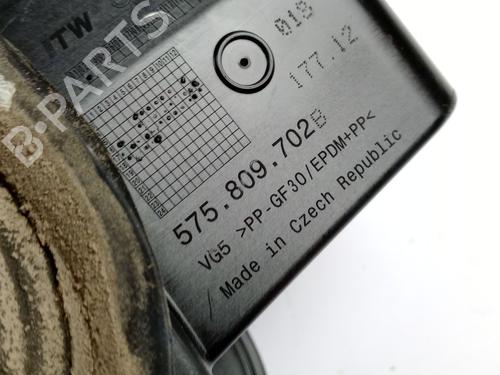 ITW
018
177.12
575.809.702B
VG5 >PP-GF30/EPDM+PP<
/ Made in Czech Republic
B-PARTS